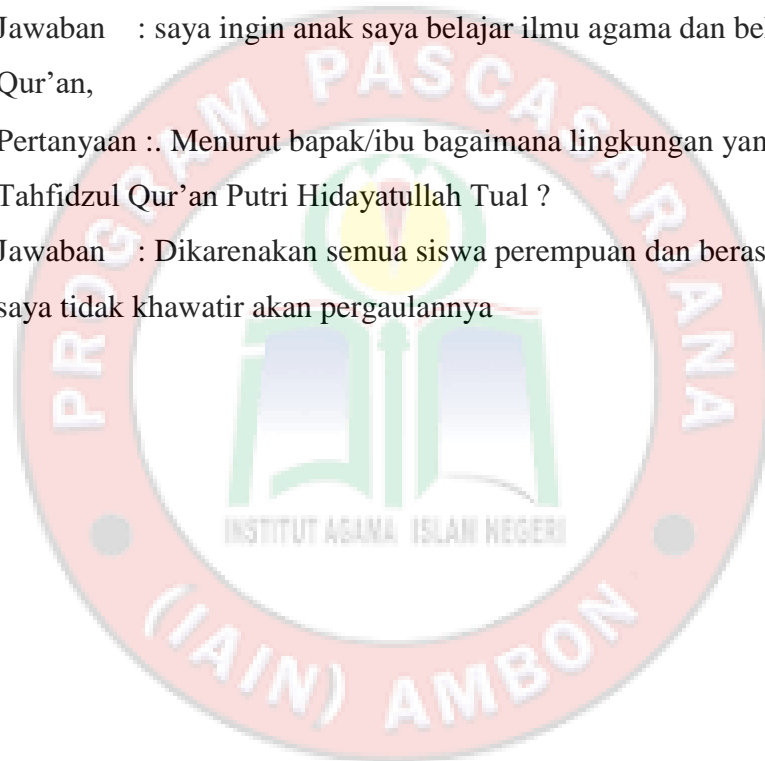 Jawaban : saya ingin anak saya belajar ilmu agama dan bel
Qur’an,
Pertanyaan :. Menurut bapak/ibu bagaimana lingkungan yan
Tahfidzul Qur’an Putri Hidayatullah Tual ?
Jawaban : Dikarenakan semua siswa perempuan dan beras
saya tidak khawatir akan pergaulannya
PROGRAM PASCASARJANA
INSTITUT AGAMA ISLAM NEGERI
(IAIN) AMBON